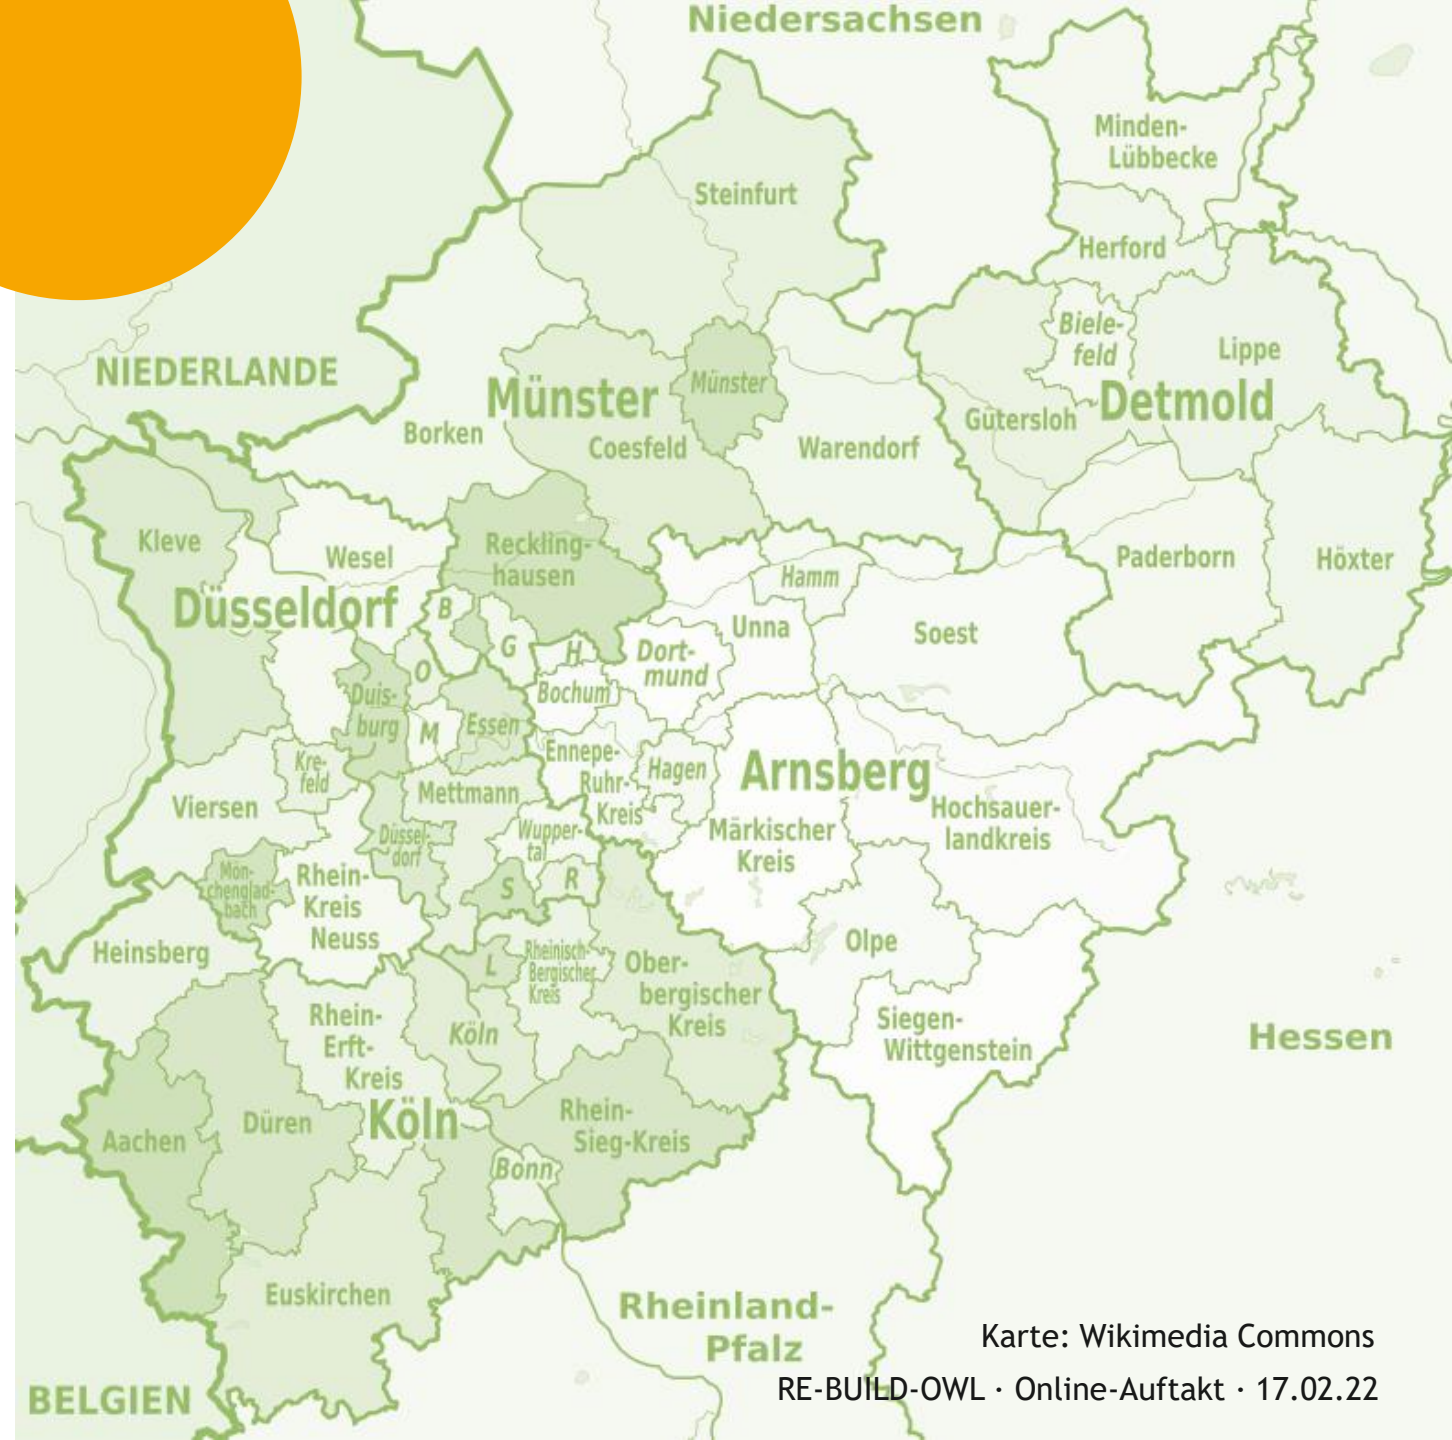 Niedersachsen
Minden-
Lübbecke
Steinfurt
Herford
Biele-
feld
Lippe
NIEDERLANDE
Münster
Münster
Detmold
Gütersloh
Borken
Coesfeld
Warendorf
Kleve
Wesel
Reckling-
hausen
Hamm
Paderborn
Höxter
Düsseldorf
B
G
H
Unna
Soest
Dort-
mund
O
Bochum
Duis-
burg
M
Essen
Ennepe-
Ruhr-
Kreis
Hagen
Arnsberg
Kre-
feld
Mettmann
Viersen
Hochsauer-
landkreis
Düssel-
dorf
Wupper-
tal
Märkischer
Kreis
Mön-
chenglad-
bach
Rhein-
Kreis
Neuss
S
R
Heinsberg
L
Rheinisch-
Bergischer
Kreis
Ober-
bergischer
Kreis
Olpe
Rhein-
Erft-
Kreis
Köln
Siegen-
Wittgenstein
Hessen
Aachen
Düren
Köln
Rhein-
Sieg-Kreis
Bonn
Euskirchen
Rheinland-
Pfalz
BELGIEN
Karte: Wikimedia Commons
RE-BUILD-OWL · Online-Auftakt · 17.02.22